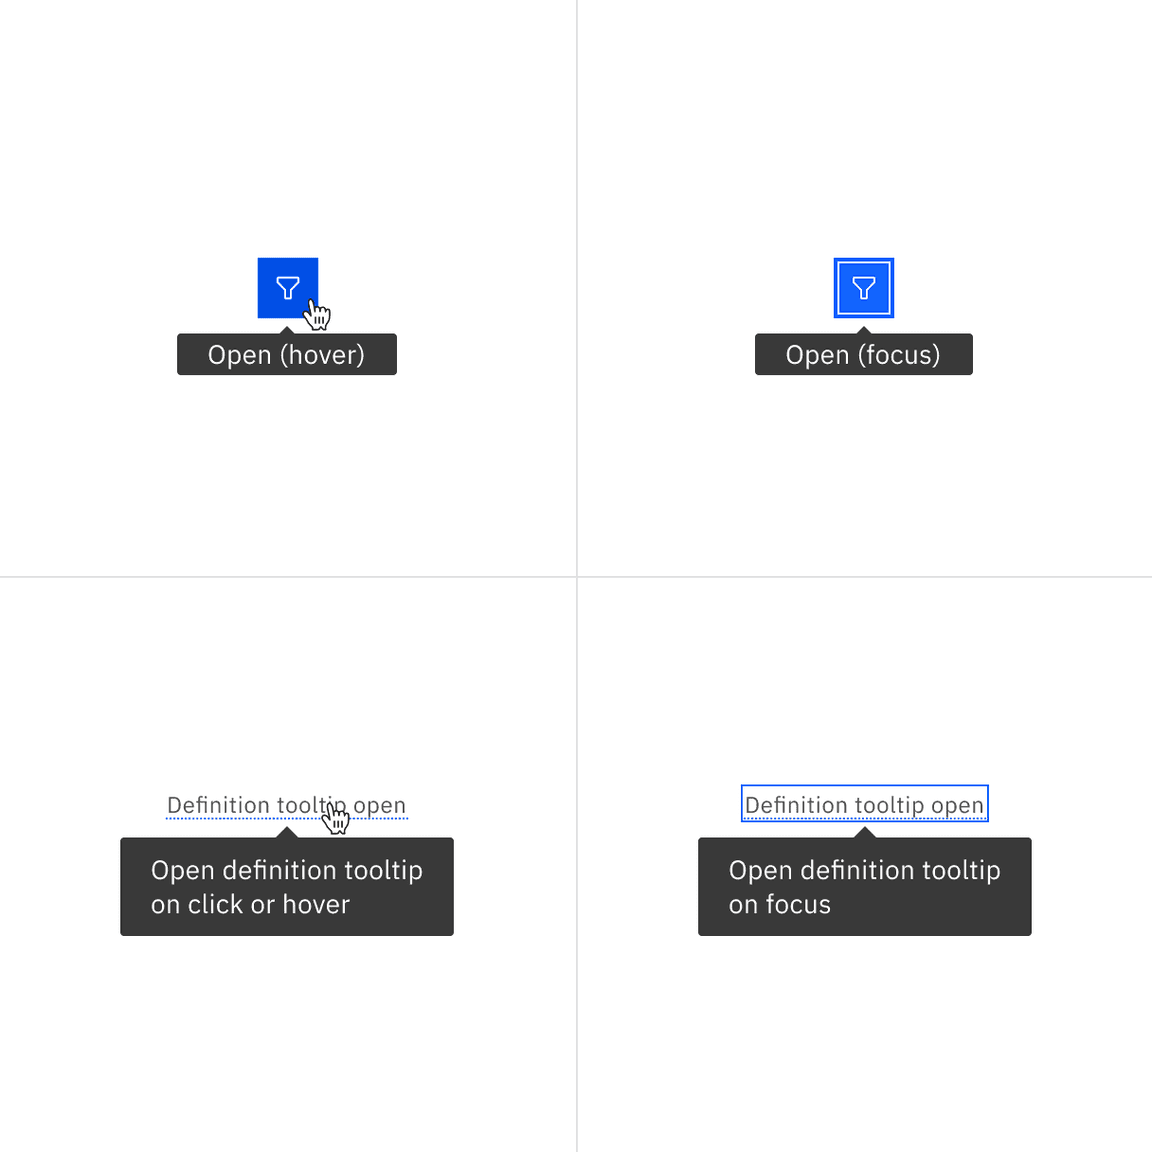 Open (hover)
Open (focus)
Definition tooltip open
Open definition tooltip
on click or hover
Definition tooltip open
Open definition tooltip
on focus